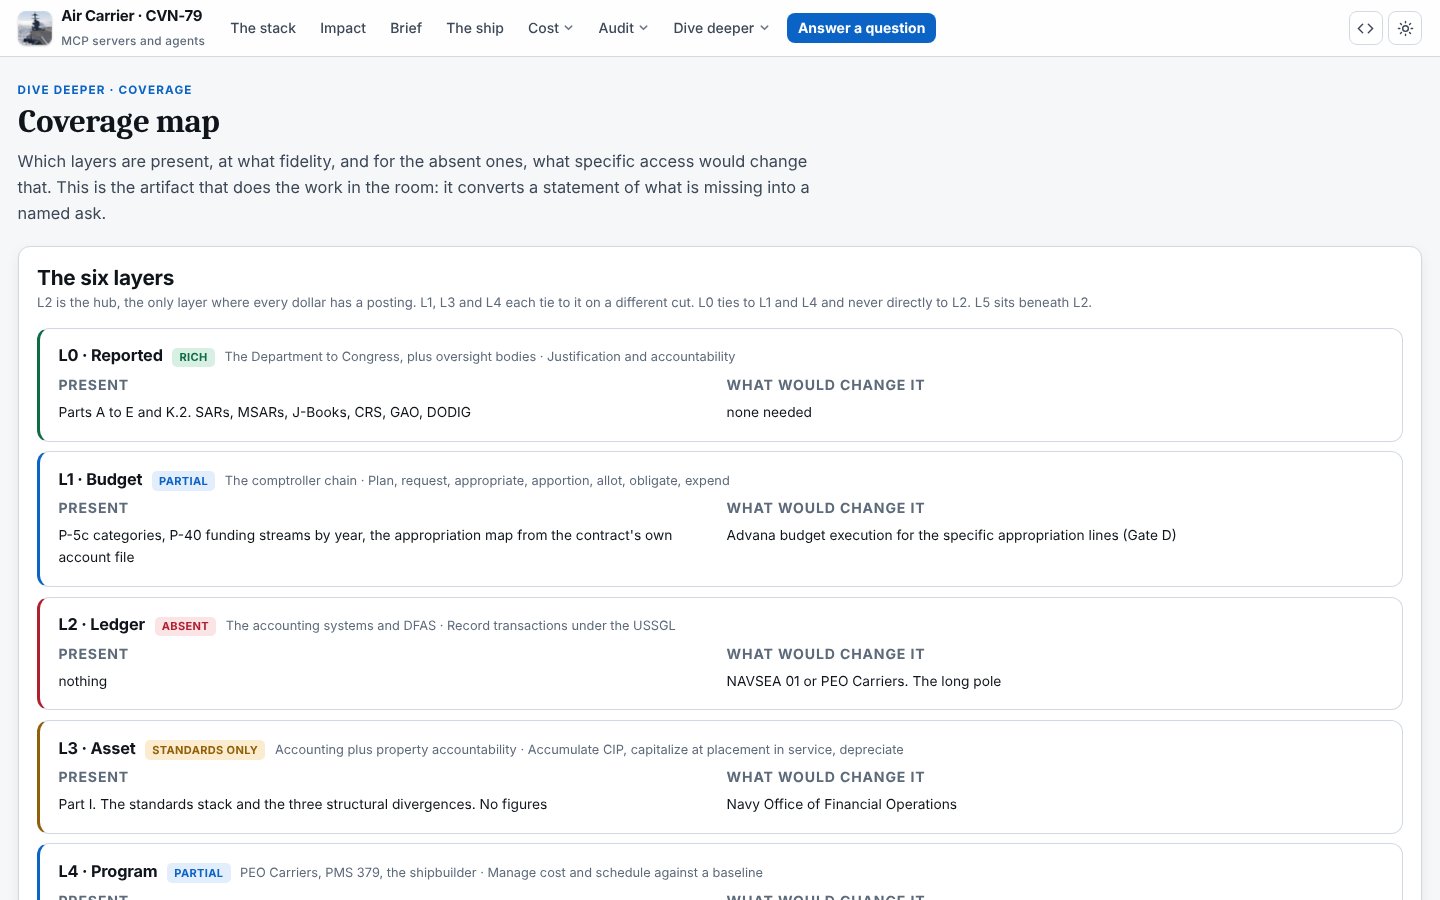 Air Carrier · CVN-79
MCP servers and agents
The stack
Impact
Brief
The ship
Cost
Audit
Dive deeper
Answer a question
DIVE DEEPER · COVERAGE
Coverage map
Which layers are present, at what fidelity, and for the absent ones, what specific access would change
that. This is the artifact that does the work in the room: it converts a statement of what is missing into a
named ask.
The six layers
L2 is the hub, the only layer where every dollar has a posting. L1, L3 and L4 each tie to it on a different cut. L0 ties to L1 and L4 and never directly to L2. L5 sits beneath L2.
L0 · Reported RICH The Department to Congress, plus oversight bodies · Justification and accountability
PRESENT
Parts A to E and K.2. SARs, MSARs, J-Books, CRS, GAO, DODIG
WHAT WOULD CHANGE IT
none needed
L1 · Budget PARTIAL The comptroller chain · Plan, request, appropriate, apportion, allot, obligate, expend
PRESENT
P-5c categories, P-40 funding streams by year, the appropriation map from the contract's own
account file
WHAT WOULD CHANGE IT
Advana budget execution for the specific appropriation lines (Gate D)
L2 · Ledger ABSENT The accounting systems and DFAS · Record transactions under the USSGL
PRESENT
nothing
WHAT WOULD CHANGE IT
NAVSEA 01 or PEO Carriers. The long pole
L3 · Asset STANDARDS ONLY Accounting plus property accountability · Accumulate CIP, capitalize at placement in service, depreciate
PRESENT
Part I. The standards stack and the three structural divergences. No figures
WHAT WOULD CHANGE IT
Navy Office of Financial Operations
L4 · Program PARTIAL PEO Carriers, PMS 379, the shipbuilder · Manage cost and schedule against a baseline
PRESENT
WHAT WOULD CHANGE IT